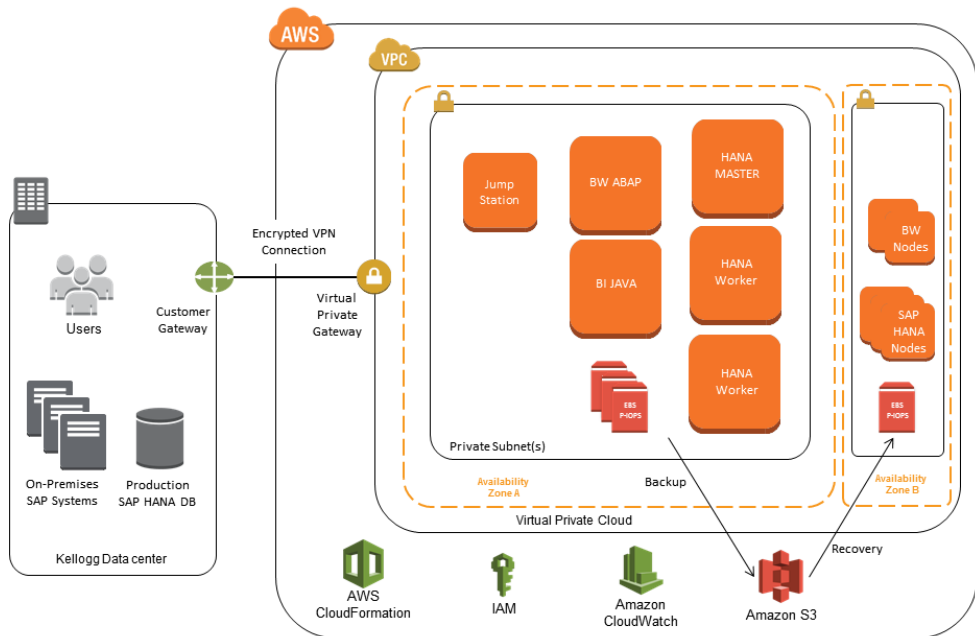 AWS
VPC
Jump
Station
BW ABAP
HANA
MASTER
BI JAVA
HANA
Worker
HANA
Worker
EBS
P-IOPS
Private Subnet(s)
Availability
Zone A
Backup
BW
Nodes
SAP
HANA
Nodes
EBS
P-IOPS
Availability
Zone B
Virtual Private Cloud
Encrypted VPN
Connection
Customer
Gateway
Virtual
Private
Gateway
Users
On-Premises
SAP Systems
Production
SAP HANA DB
Kellogg Data center
AWS
CloudFormation
IAM
Amazon
CloudWatch
Amazon S3
Recovery